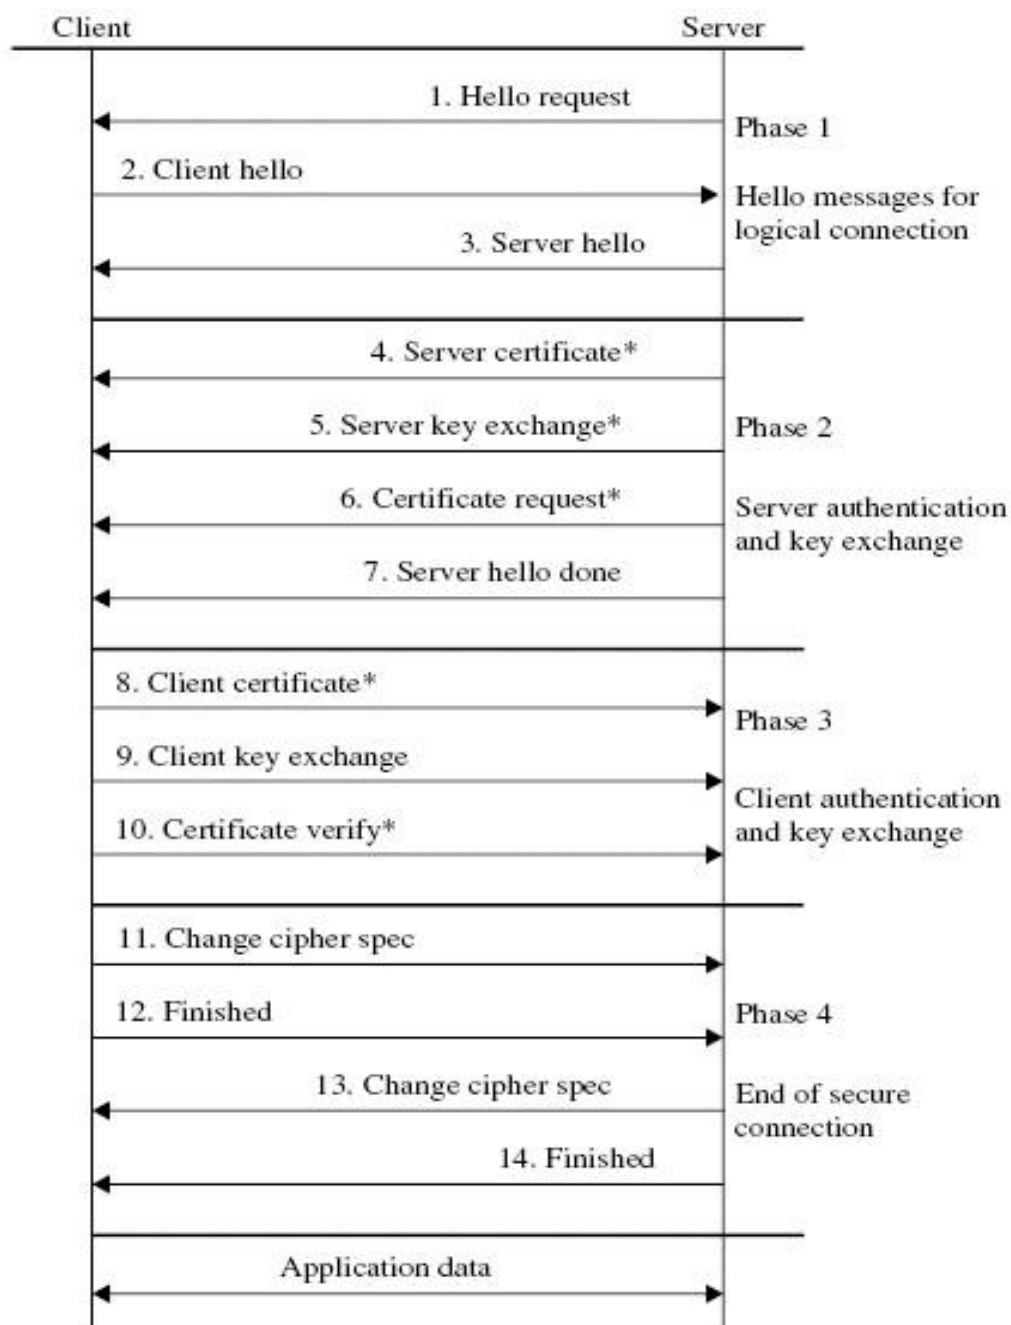 Client
Server
1. Hello request
Phase 1
2. Client hello
Hello messages for
logical connection
3. Server hello
4. Server certificate*
5. Server key exchange*
Phase 2
6. Certificate request*
Server authentication
and key exchange
7. Server hello done
8. Client certificate*
Phase 3
9. Client key exchange
Client authentication
and key exchange
10. Certificate verify*
11. Change cipher spec
12. Finished
Phase 4
13. Change cipher spec
End of secure
connection
14. Finished
Application data